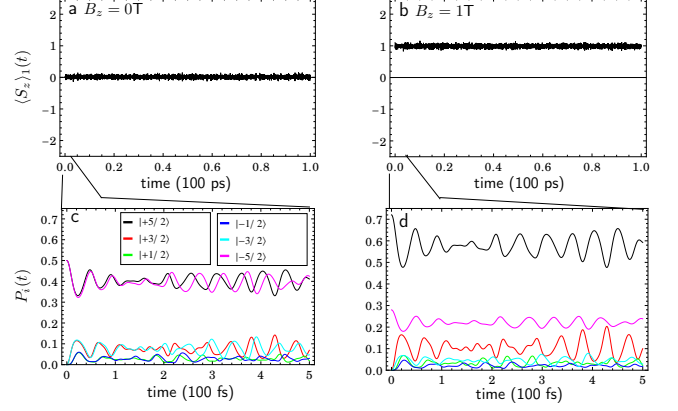 a B_z = 0T
b B_z = 1T
⟨S_z⟩_1(t)
2
1
0
−1
−2
0.0 0.2 0.4 0.6 0.8 1.0
time (100 ps)
2
1
0
−1
−2
0.0 0.2 0.4 0.6 0.8 1.0
time (100 ps)
c
P_i(t)
0.7
0.6
0.5
0.4
0.3
0.2
0.1
0.0
|+5/2⟩
|+3/2⟩
|+1/2⟩
|−1/2⟩
|−3/2⟩
|−5/2⟩
0 1 2 3 4 5
time (100 fs)
d
0.7
0.6
0.5
0.4
0.3
0.2
0.1
0.0
0 1 2 3 4 5
time (100 fs)